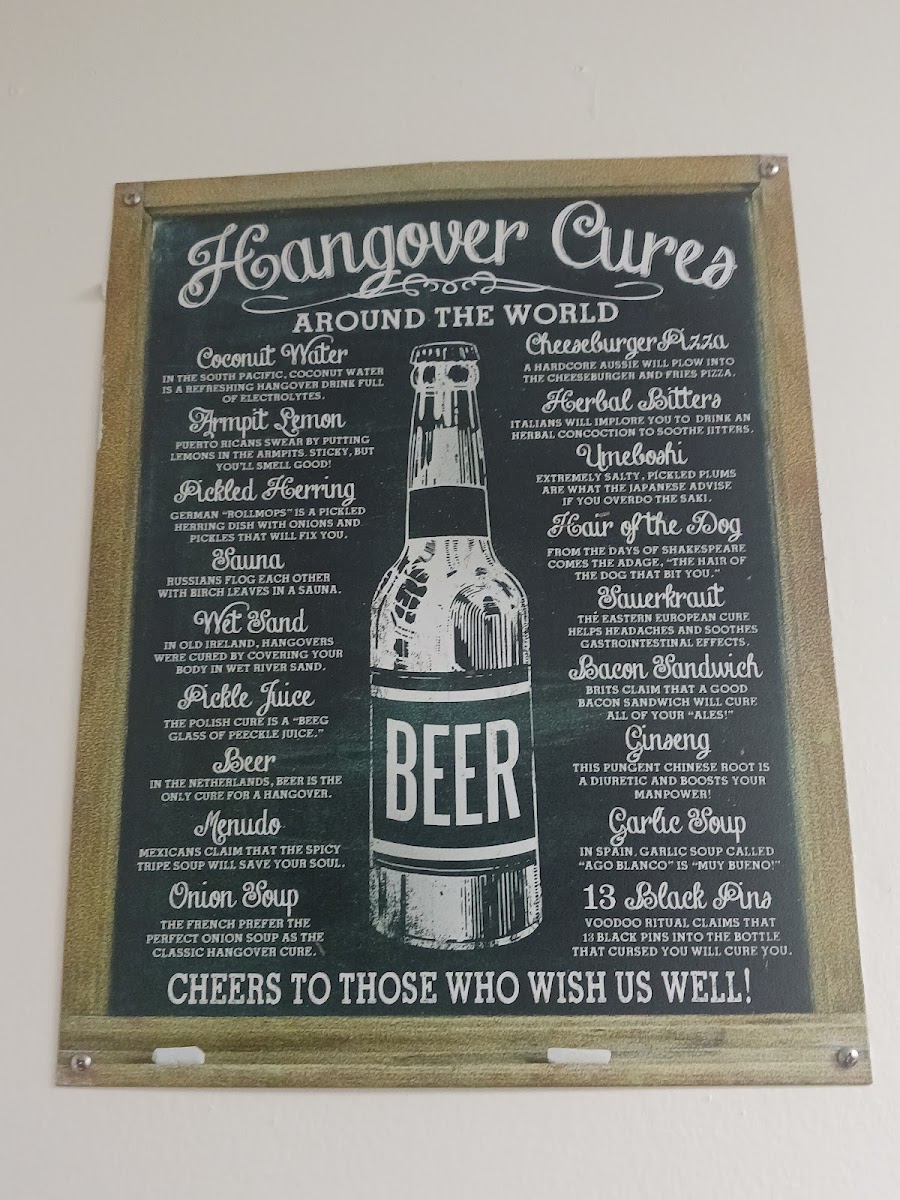 Hangover Cures
AROUND THE WORLD
Coconut Water
IN THE SOUTH PACIFIC, COCONUT WATER
IS A REFRESHING HANGOVER DRINK FULL
OF ELECTROLYTES.
Armpit Lemon
PUERTO RICANS SWEAR BY PUTTING
LEMONS IN THE ARMPITS. STICKY, BUT
YOU'LL SMELL GOOD!
Pickled Herring
GERMAN "ROLLMOPS" IS A PICKLED
HERRING DISH WITH ONIONS AND
PICKLES THAT WILL FIX YOU.
Sauna
RUSSIANS FLOG EACH OTHER
WITH BIRCH LEAVES IN A SAUNA.
Wet Sand
IN OLD IRELAND, HANGOVERS
WERE CURED BY COVERING YOUR
BODY IN WET RIVER SAND.
Pickle Juice
THE POLISH CURE IS A "BEEG
GLASS OF PEECKLE JUICE."
Beer
IN THE NETHERLANDS, BEER IS THE
ONLY CURE FOR A HANGOVER.
Menudo
MEXICANS CLAIM THAT THE SPICY
TRIPE SOUP WILL SAVE YOUR SOUL.
Onion Soup
THE FRENCH PREFER THE
PERFECT ONION SOUP AS THE
CLASSIC HANGOVER CURE.
BEER
Cheeseburger Pizza
A HARDCORE AUSSIE WILL PLOW INTO
THE CHEESEBURGER AND FRIES PIZZA.
Herbal Bitters
ITALIANS WILL IMPLORE YOU TO DRINK AN
HERBAL CONCOCTION TO SOOTHE JITTERS.
Umeboshi
EXTREMELY SALTY, PICKLED PLUMS
ARE WHAT THE JAPANESE ADVISE
IF YOU OVERDO THE SAKI.
Hair of the Dog
FROM THE DAYS OF SHAKESPEARE
COMES THE ADAGE, "THE HAIR OF
THE DOG THAT BIT YOU."
Sauerkraut
THE EASTERN EUROPEAN CURE
HELPS HEADACHES AND SOOTHES
GASTROINTESTINAL EFFECTS.
Bacon Sandwich
BRITS CLAIM THAT A GOOD
BACON SANDWICH WILL CURE
ALL OF YOUR "ALES!"
Ginseng
THIS PUNGENT CHINESE ROOT IS
A DIURETIC AND BOOSTS YOUR
MANPOWER!
Garlic Soup
IN SPAIN, GARLIC SOUP CALLED
"AGO BLANCO" IS "MUY BUENO!"
13 Black Pins
VOODOO RITUAL CLAIMS THAT
13 BLACK PINS INTO THE BOTTLE
THAT CURSED YOU WILL CURE YOU.
CHEERS TO THOSE WHO WISH US WELL!